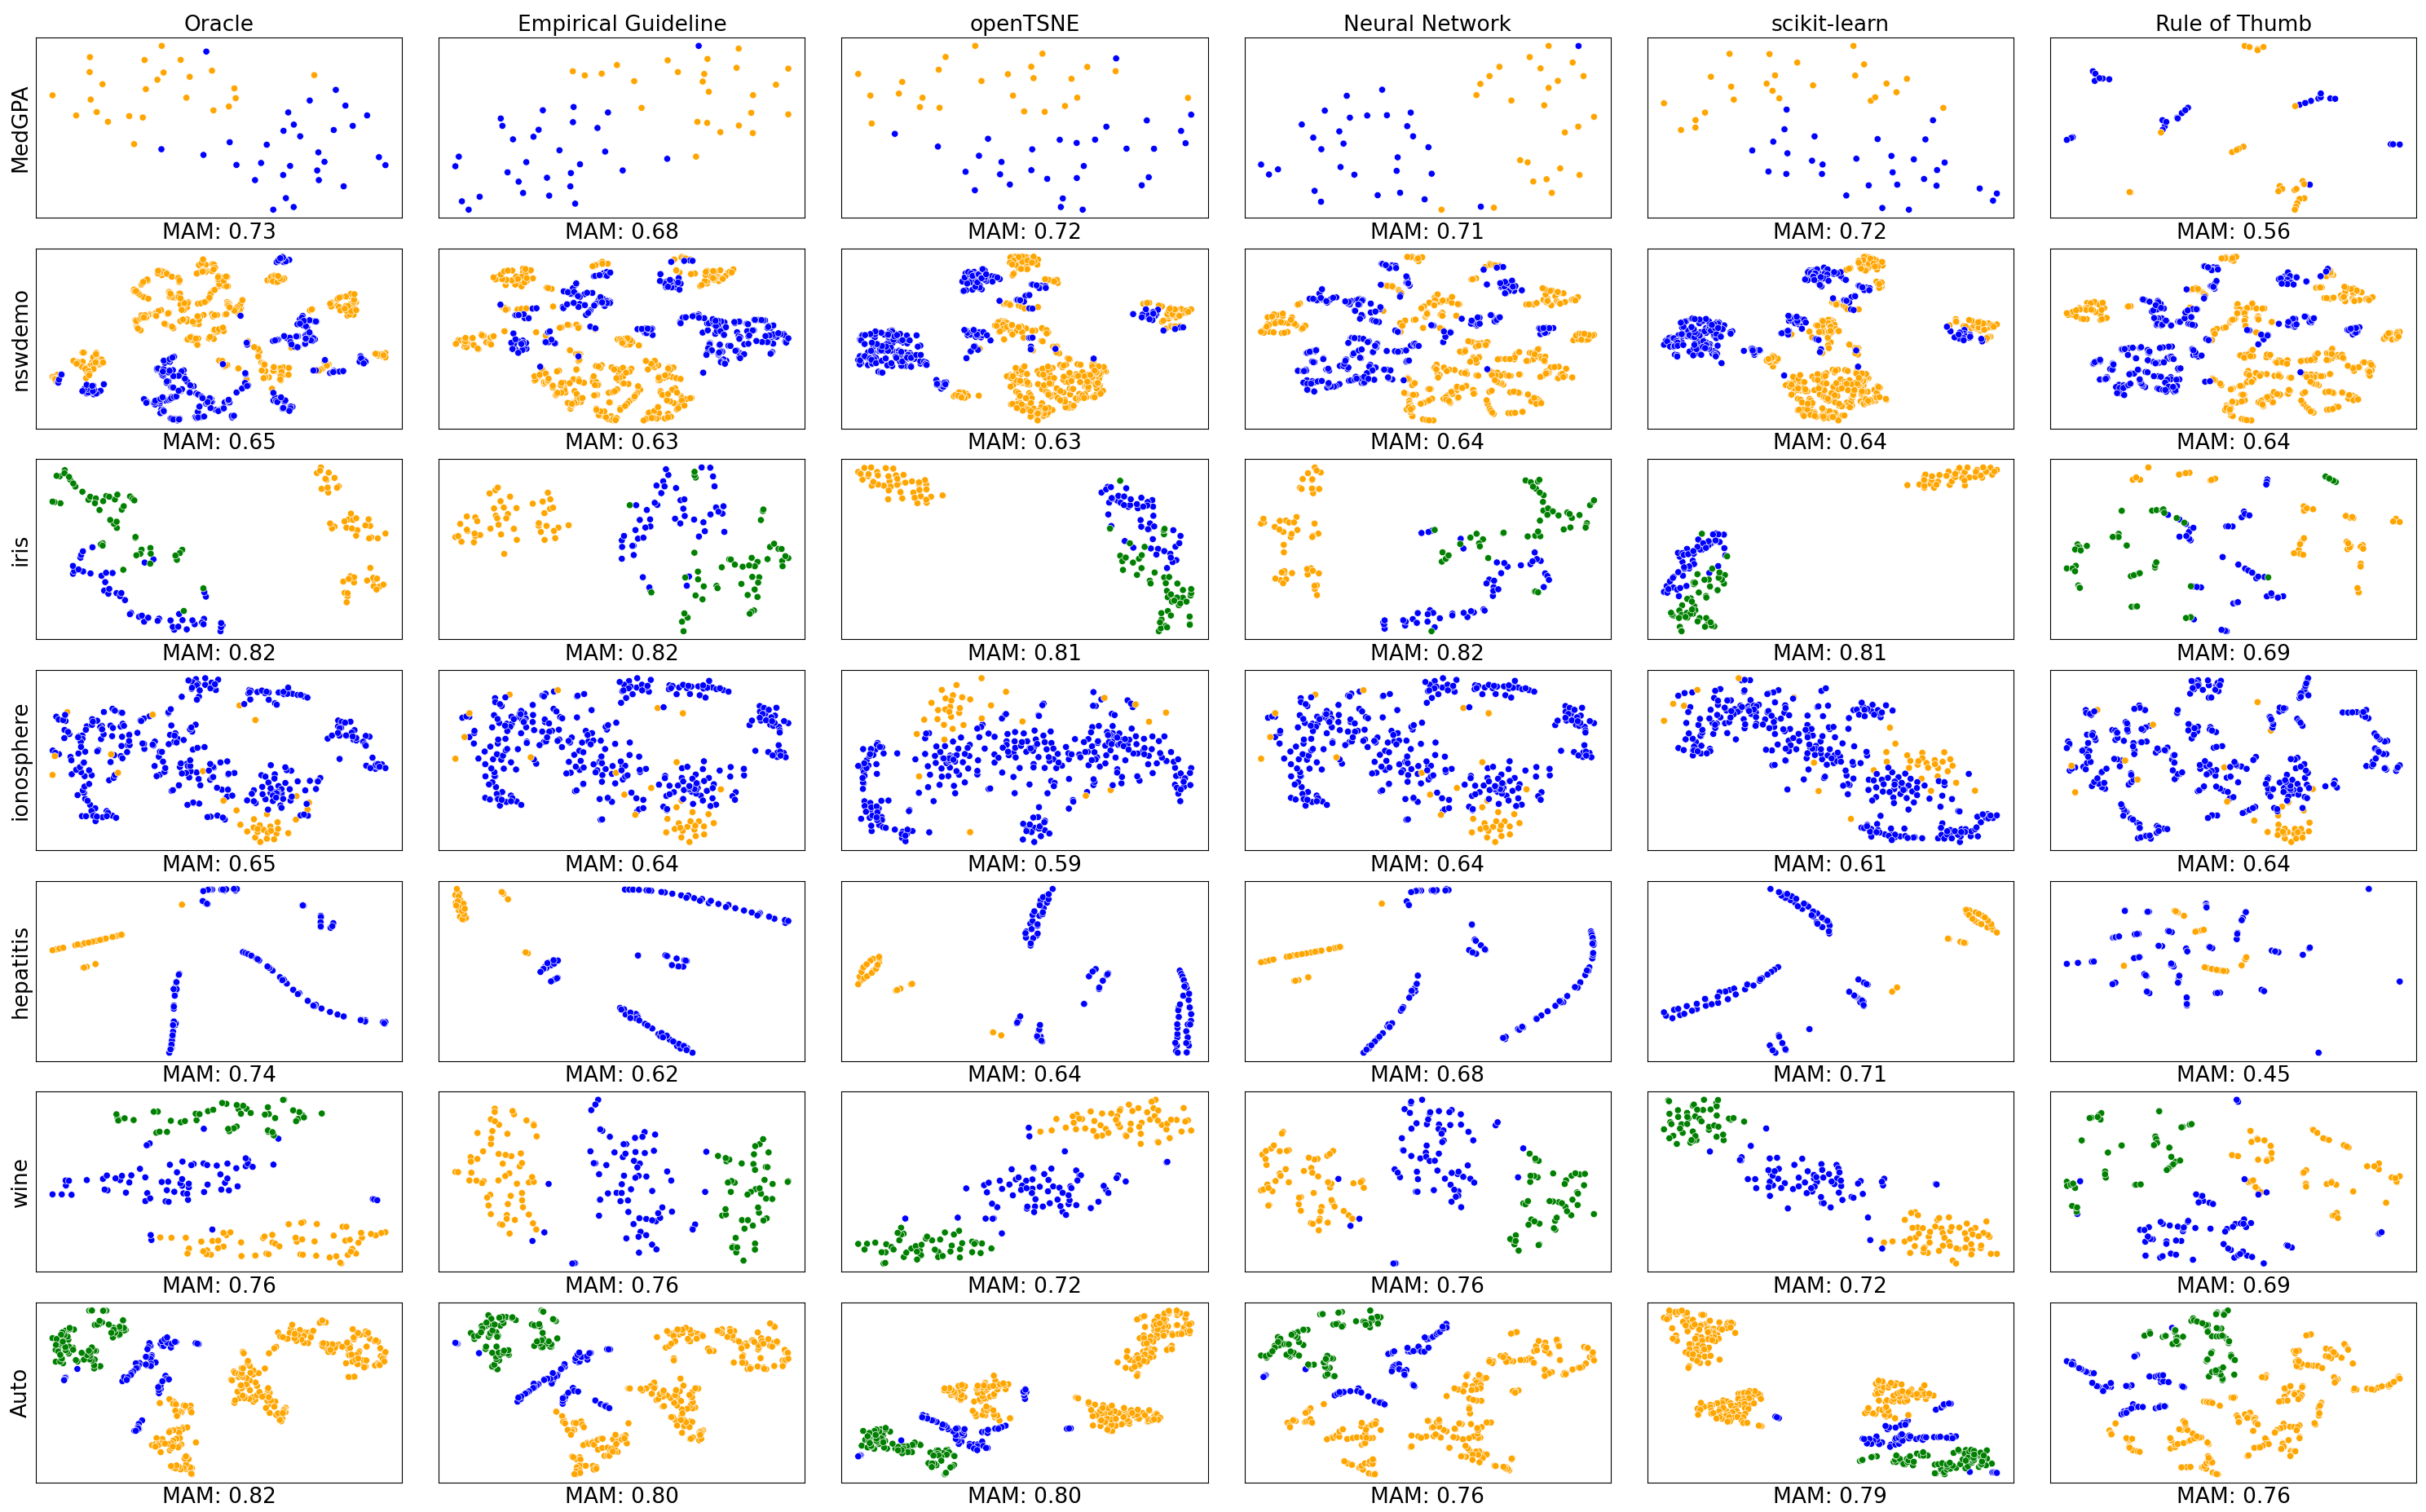 Oracle Empirical Guideline openTSNE Neural Network scikit-learn Rule of Thumb
MedGPA
MAM: 0.73 MAM: 0.68 MAM: 0.72 MAM: 0.71 MAM: 0.72 MAM: 0.56
nswdemo
MAM: 0.65 MAM: 0.63 MAM: 0.63 MAM: 0.64 MAM: 0.64 MAM: 0.64
iris
MAM: 0.82 MAM: 0.82 MAM: 0.81 MAM: 0.82 MAM: 0.81 MAM: 0.69
ionosphere
MAM: 0.65 MAM: 0.64 MAM: 0.59 MAM: 0.64 MAM: 0.61 MAM: 0.64
hepatitis
MAM: 0.74 MAM: 0.62 MAM: 0.64 MAM: 0.68 MAM: 0.71 MAM: 0.45
wine
MAM: 0.76 MAM: 0.76 MAM: 0.72 MAM: 0.76 MAM: 0.72 MAM: 0.69
Auto
MAM: 0.82 MAM: 0.80 MAM: 0.80 MAM: 0.76 MAM: 0.79 MAM: 0.76